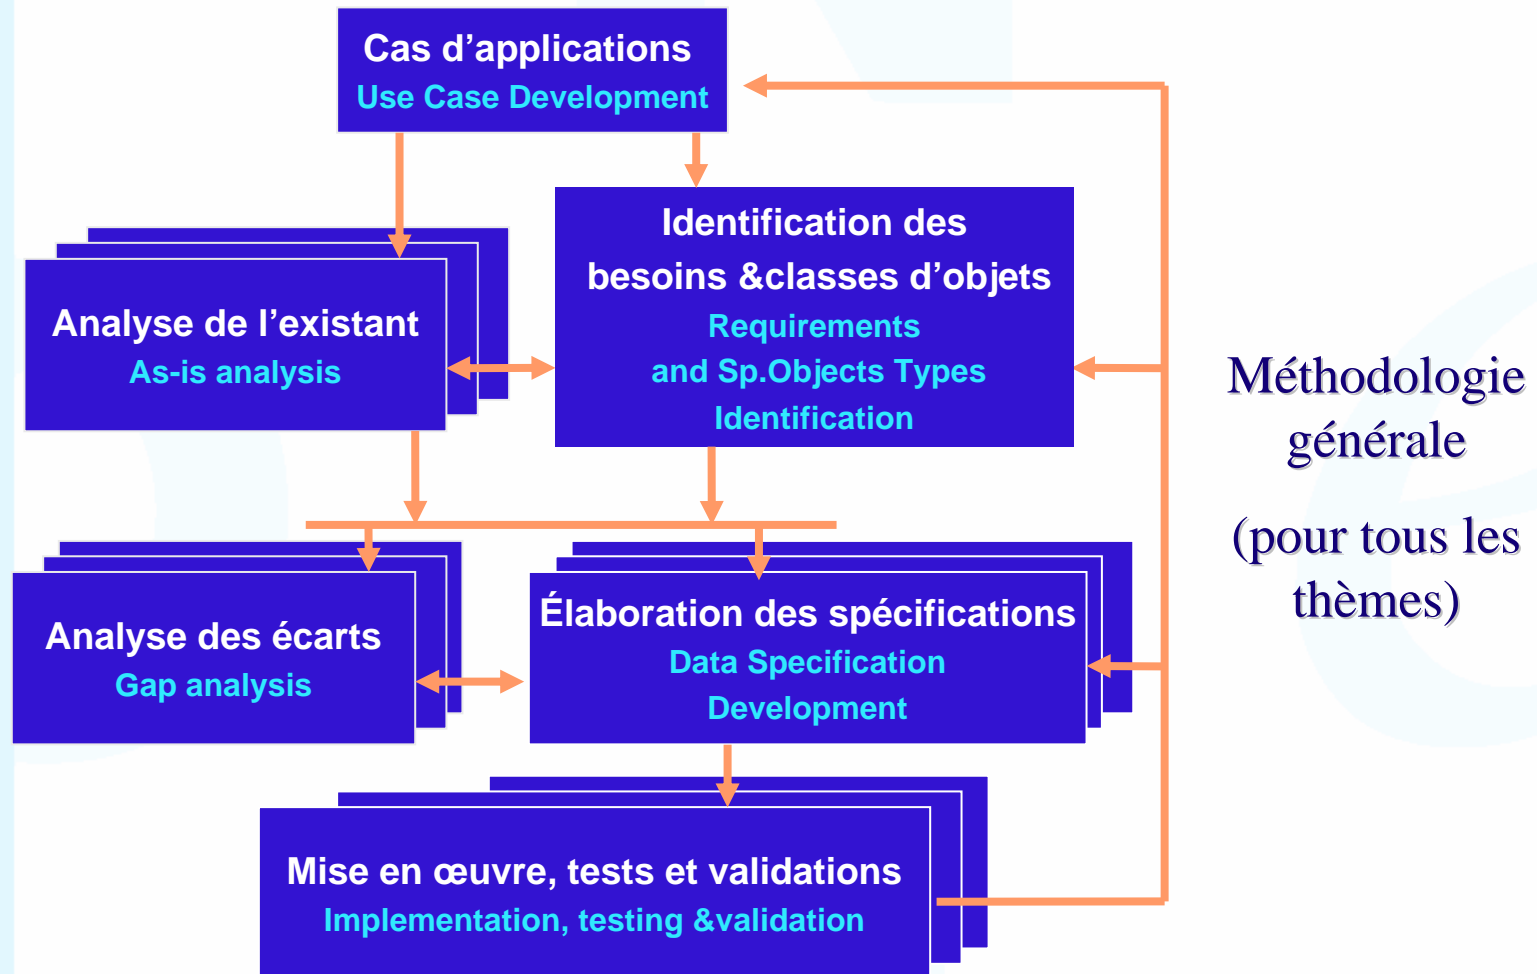 Cas d’applications
Use Case Development
Identification des
besoins &classes d’objets
Requirements
and Sp.Objects Types
Identification
Analyse de l’existant
As-is analysis
Méthodologie
générale
(pour tous les
thèmes)
Analyse des écarts
Gap analysis
Élaboration des spécifications
Data Specification
Development
Mise en œuvre, tests et validations
Implementation, testing &validation